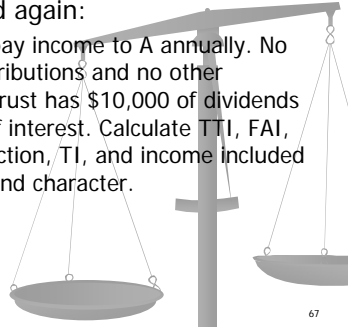 d again:
pay income to A annually. No
ributions and no other
rust has $10,000 of dividends
f interest. Calculate TTI, FAI,
ction, TI, and income included
nd character.
67